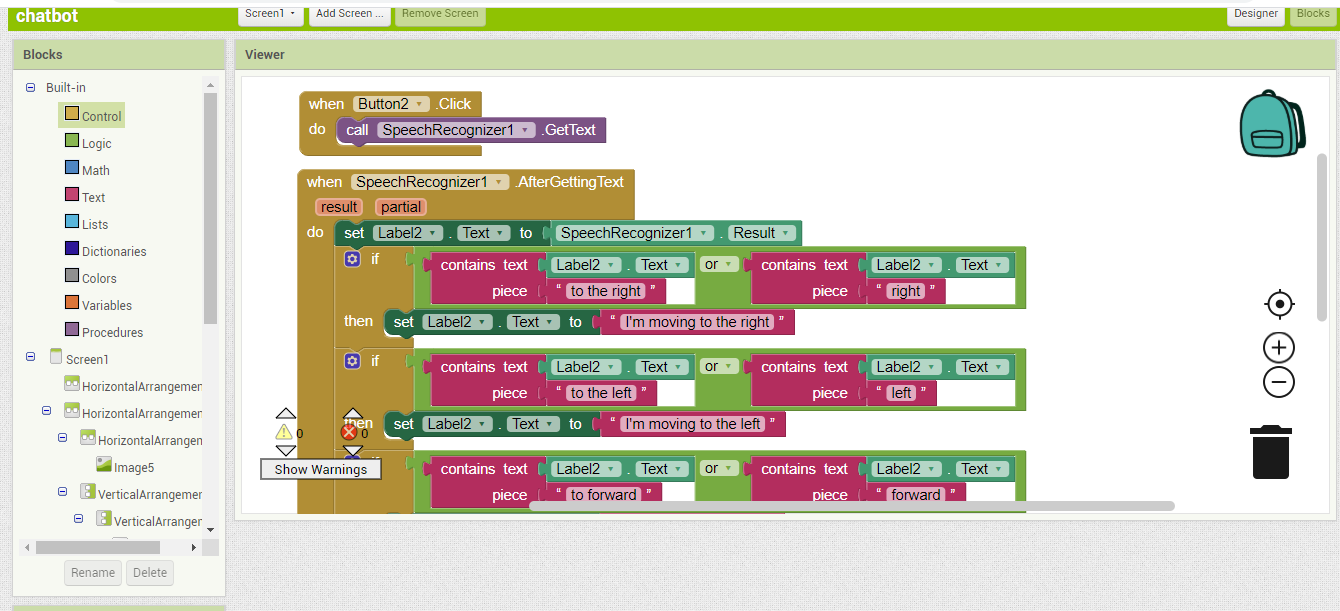 chatbot
Screen1
Add Screen ...
Remove Screen
Designer
Blocks
Blocks
Built-in
Control
Logic
Math
Text
Lists
Dictionaries
Colors
Variables
Procedures
Screen1
HorizontalArrangemen
HorizontalArrangemen
HorizontalArrangen
Image5
VerticalArrangemen
VerticalArrangen
Rename
Delete
Viewer
when Button2 .Click
do call SpeechRecognizer1 .GetText
when SpeechRecognizer1 .AfterGettingText
result partial
do set Label2 . Text to SpeechRecognizer1 . Result
if contains text Label2 . Text or contains text Label2 . Text
piece “ to the right ” piece “ right ”
then set Label2 . Text to “ I'm moving to the right ”
if contains text Label2 . Text or contains text Label2 . Text
piece “ to the left ” piece “ left ”
then set Label2 . Text to “ I'm moving to the left ”
contains text Label2 . Text or contains text Label2 . Text
piece “ to forward ” piece “ forward ”
0 0
Show Warnings